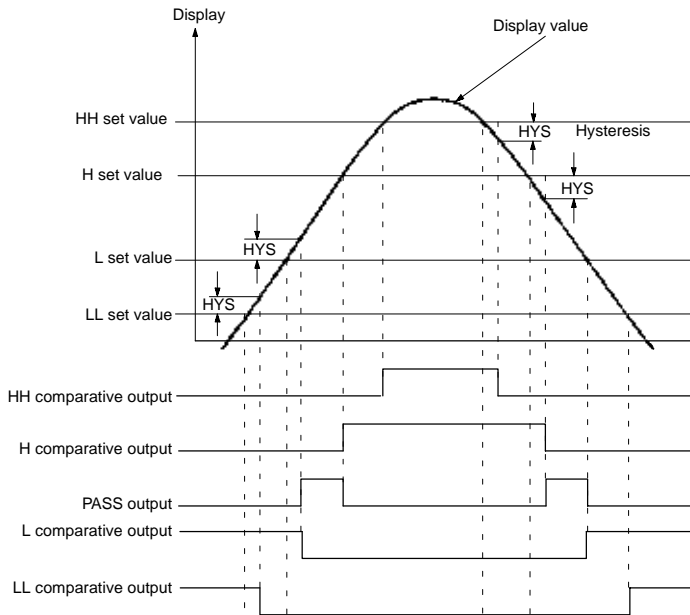 Display
Display value
HH set value
HYS
Hysteresis
H set value
HYS
HYS
L set value
HYS
LL set value
HH comparative output
H comparative output
PASS output
L comparative output
LL comparative output